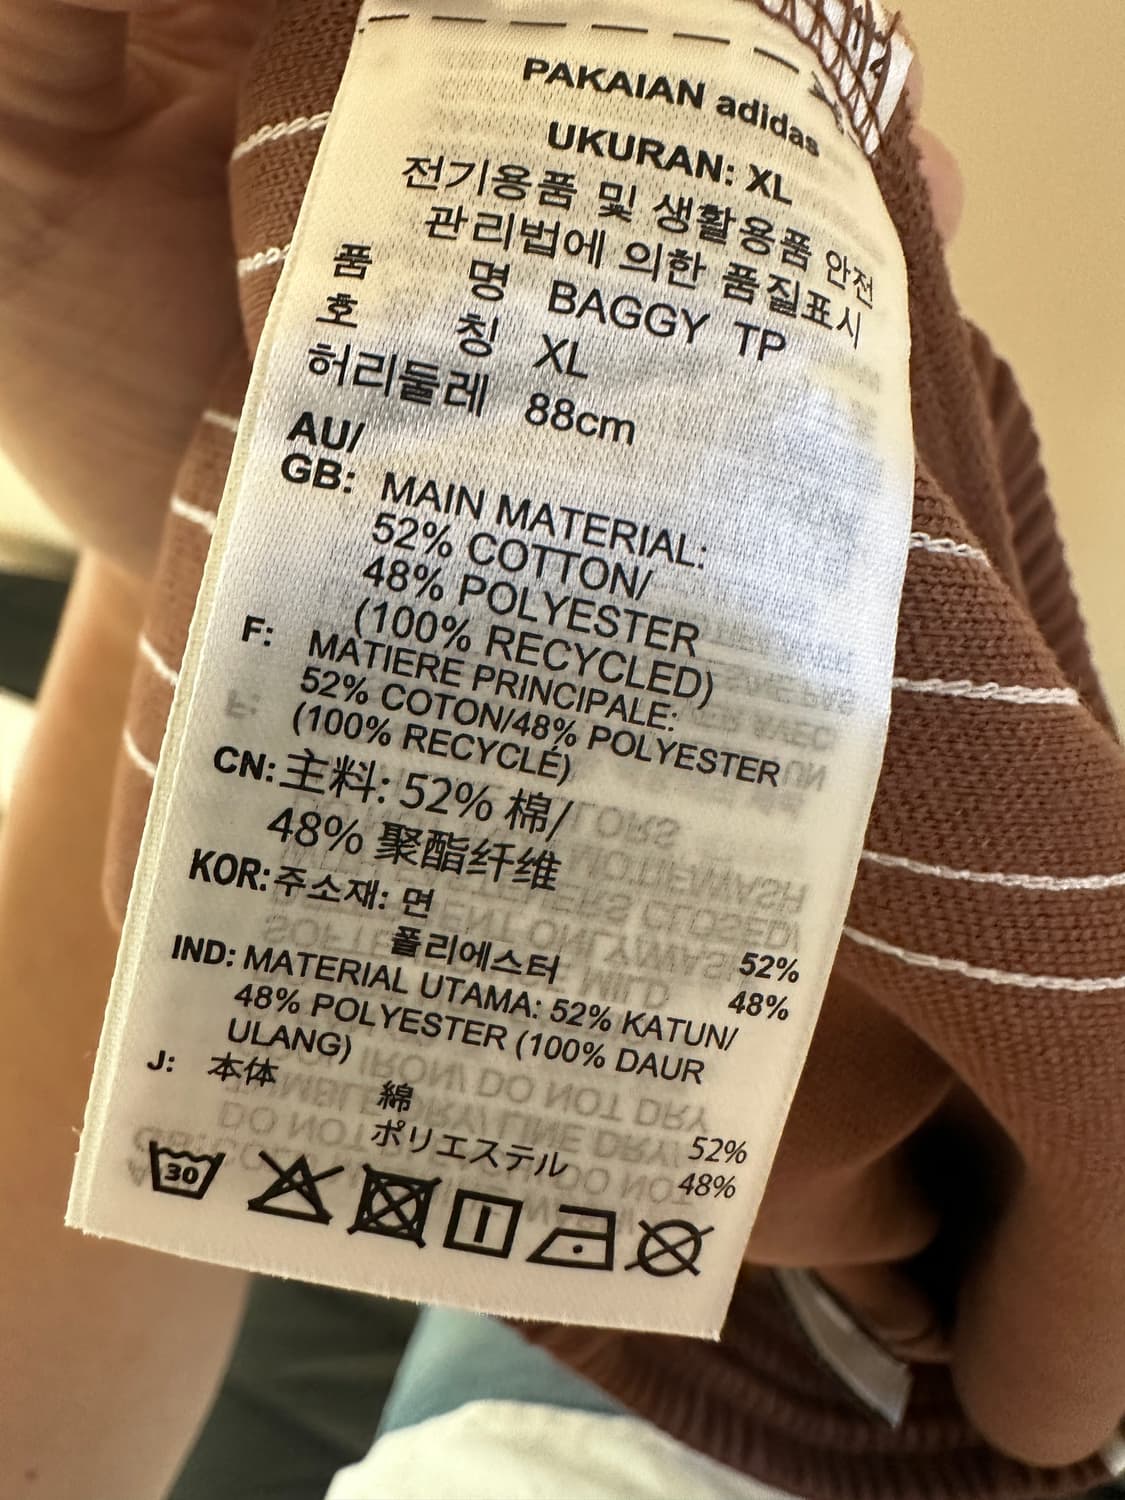 PAKAIAN adidas
UKURAN: XL
전기용품 및 생활용품 안전
관리법에 의한 품질표시
품 명 BAGGY TP
호 칭 XL
허리둘레 88cm
AU/
GB: MAIN MATERIAL:
52% COTTON/
48% POLYESTER
(100% RECYCLED)
F: MATIERE PRINCIPALE:
52% COTON/48% POLYESTER
(100% RECYCLÉ)
CN: 主料: 52% 棉/
48% 聚酯纤维
KOR: 주소재: 면 52%
폴리에스터 48%
IND: MATERIAL UTAMA: 52% KATUN/
48% POLYESTER (100% DAUR
ULANG)
J: 本体 綿 52%
ポリエステル 48%
30